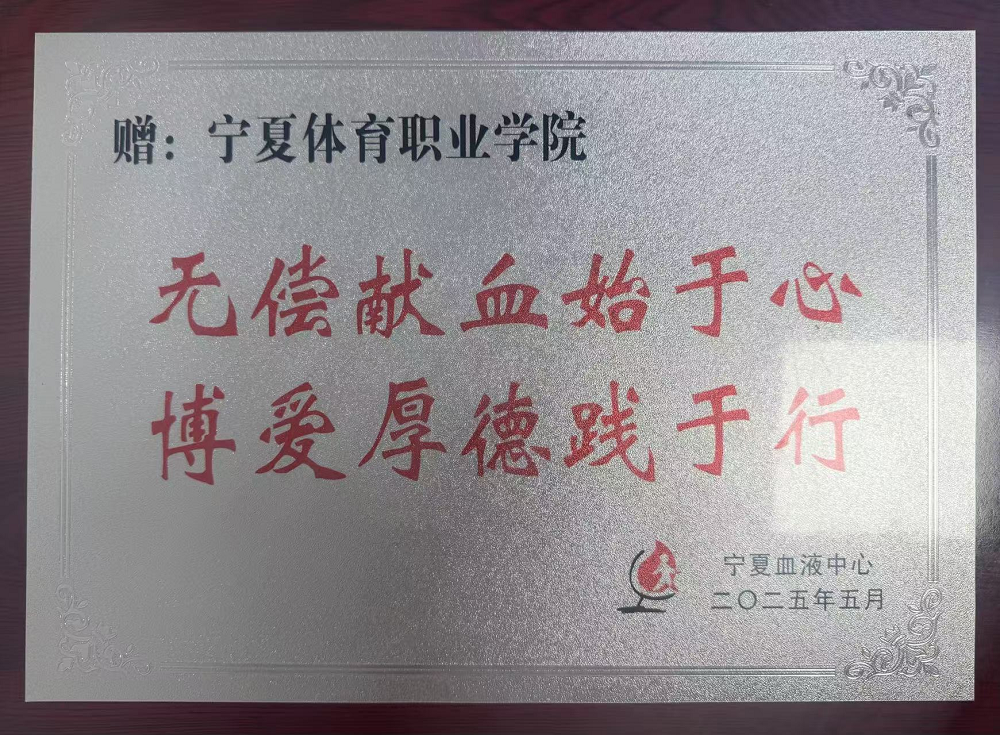 赠：宁夏体育职业学院
无偿献血始于心
博爱厚德践于行
宁夏血液中心
二〇二五年五月